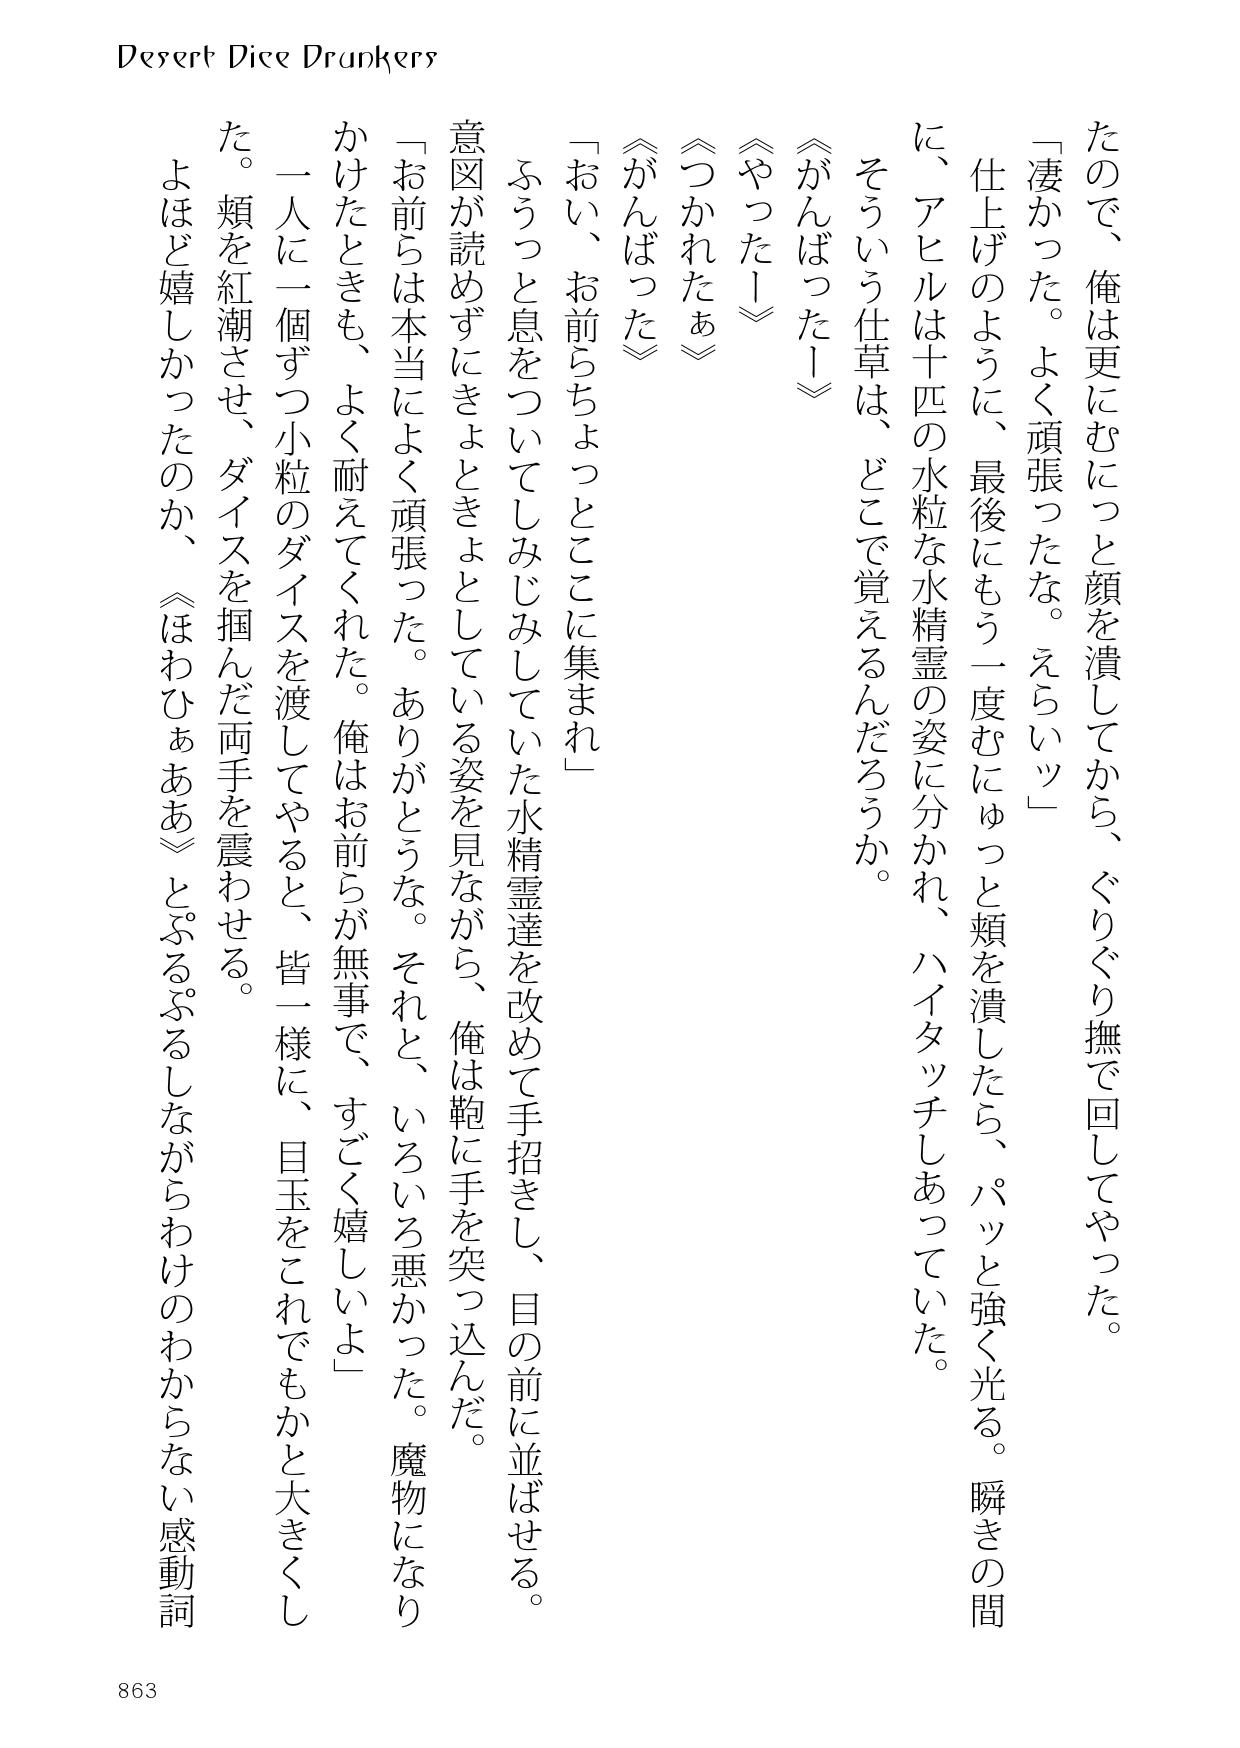 Desert Dice Drunkers
たので、俺は更にむにっと顔を潰してから、ぐりぐり撫で回してやった。
「凄かった。よく頑張ったな。えらいッ」
　仕上げのように、最後にもう一度むにゅっと頬を潰したら、パッと強く光る。瞬きの間
に、アヒルは十匹の水粒な水精霊の姿に分かれ、ハイタッチしあっていた。
　そういう仕草は、どこで覚えるんだろうか。
《がんばったー》
《やったー》
《つかれたぁ》
《がんばった》
「おい、お前らちょっとここに集まれ」
　ふうっと息をついてしみじみしていた水精霊達を改めて手招きし、目の前に並ばせる。
意図が読めずにきょときょとしている姿を見ながら、俺は鞄に手を突っ込んだ。
「お前らは本当によく頑張った。ありがとうな。それと、いろいろ悪かった。魔物になり
かけたときも、よく耐えてくれた。俺はお前らが無事で、すごく嬉しいよ」
　一人に一個ずつ小粒のダイスを渡してやると、皆一様に、目玉をこれでもかと大きくし
た。頬を紅潮させ、ダイスを掴んだ両手を震わせる。
　よほど嬉しかったのか、《ほわひぁああ》とぷるぷるしながらわけのわからない感動詞
863